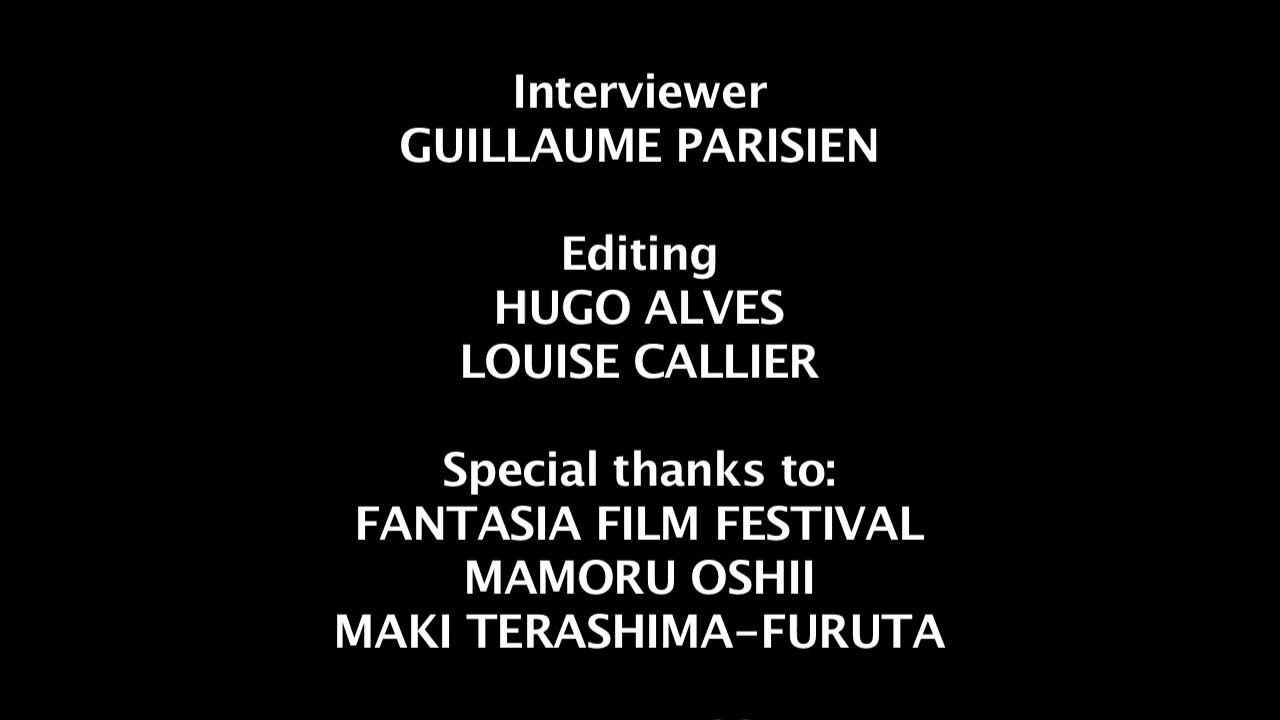 Interviewer
GUILLAUME PARISIEN
Editing
HUGO ALVES
LOUISE CALLIER
Special thanks to:
FANTASIA FILM FESTIVAL
MAMORU OSHII
MAKI TERASHIMA-FURUTA